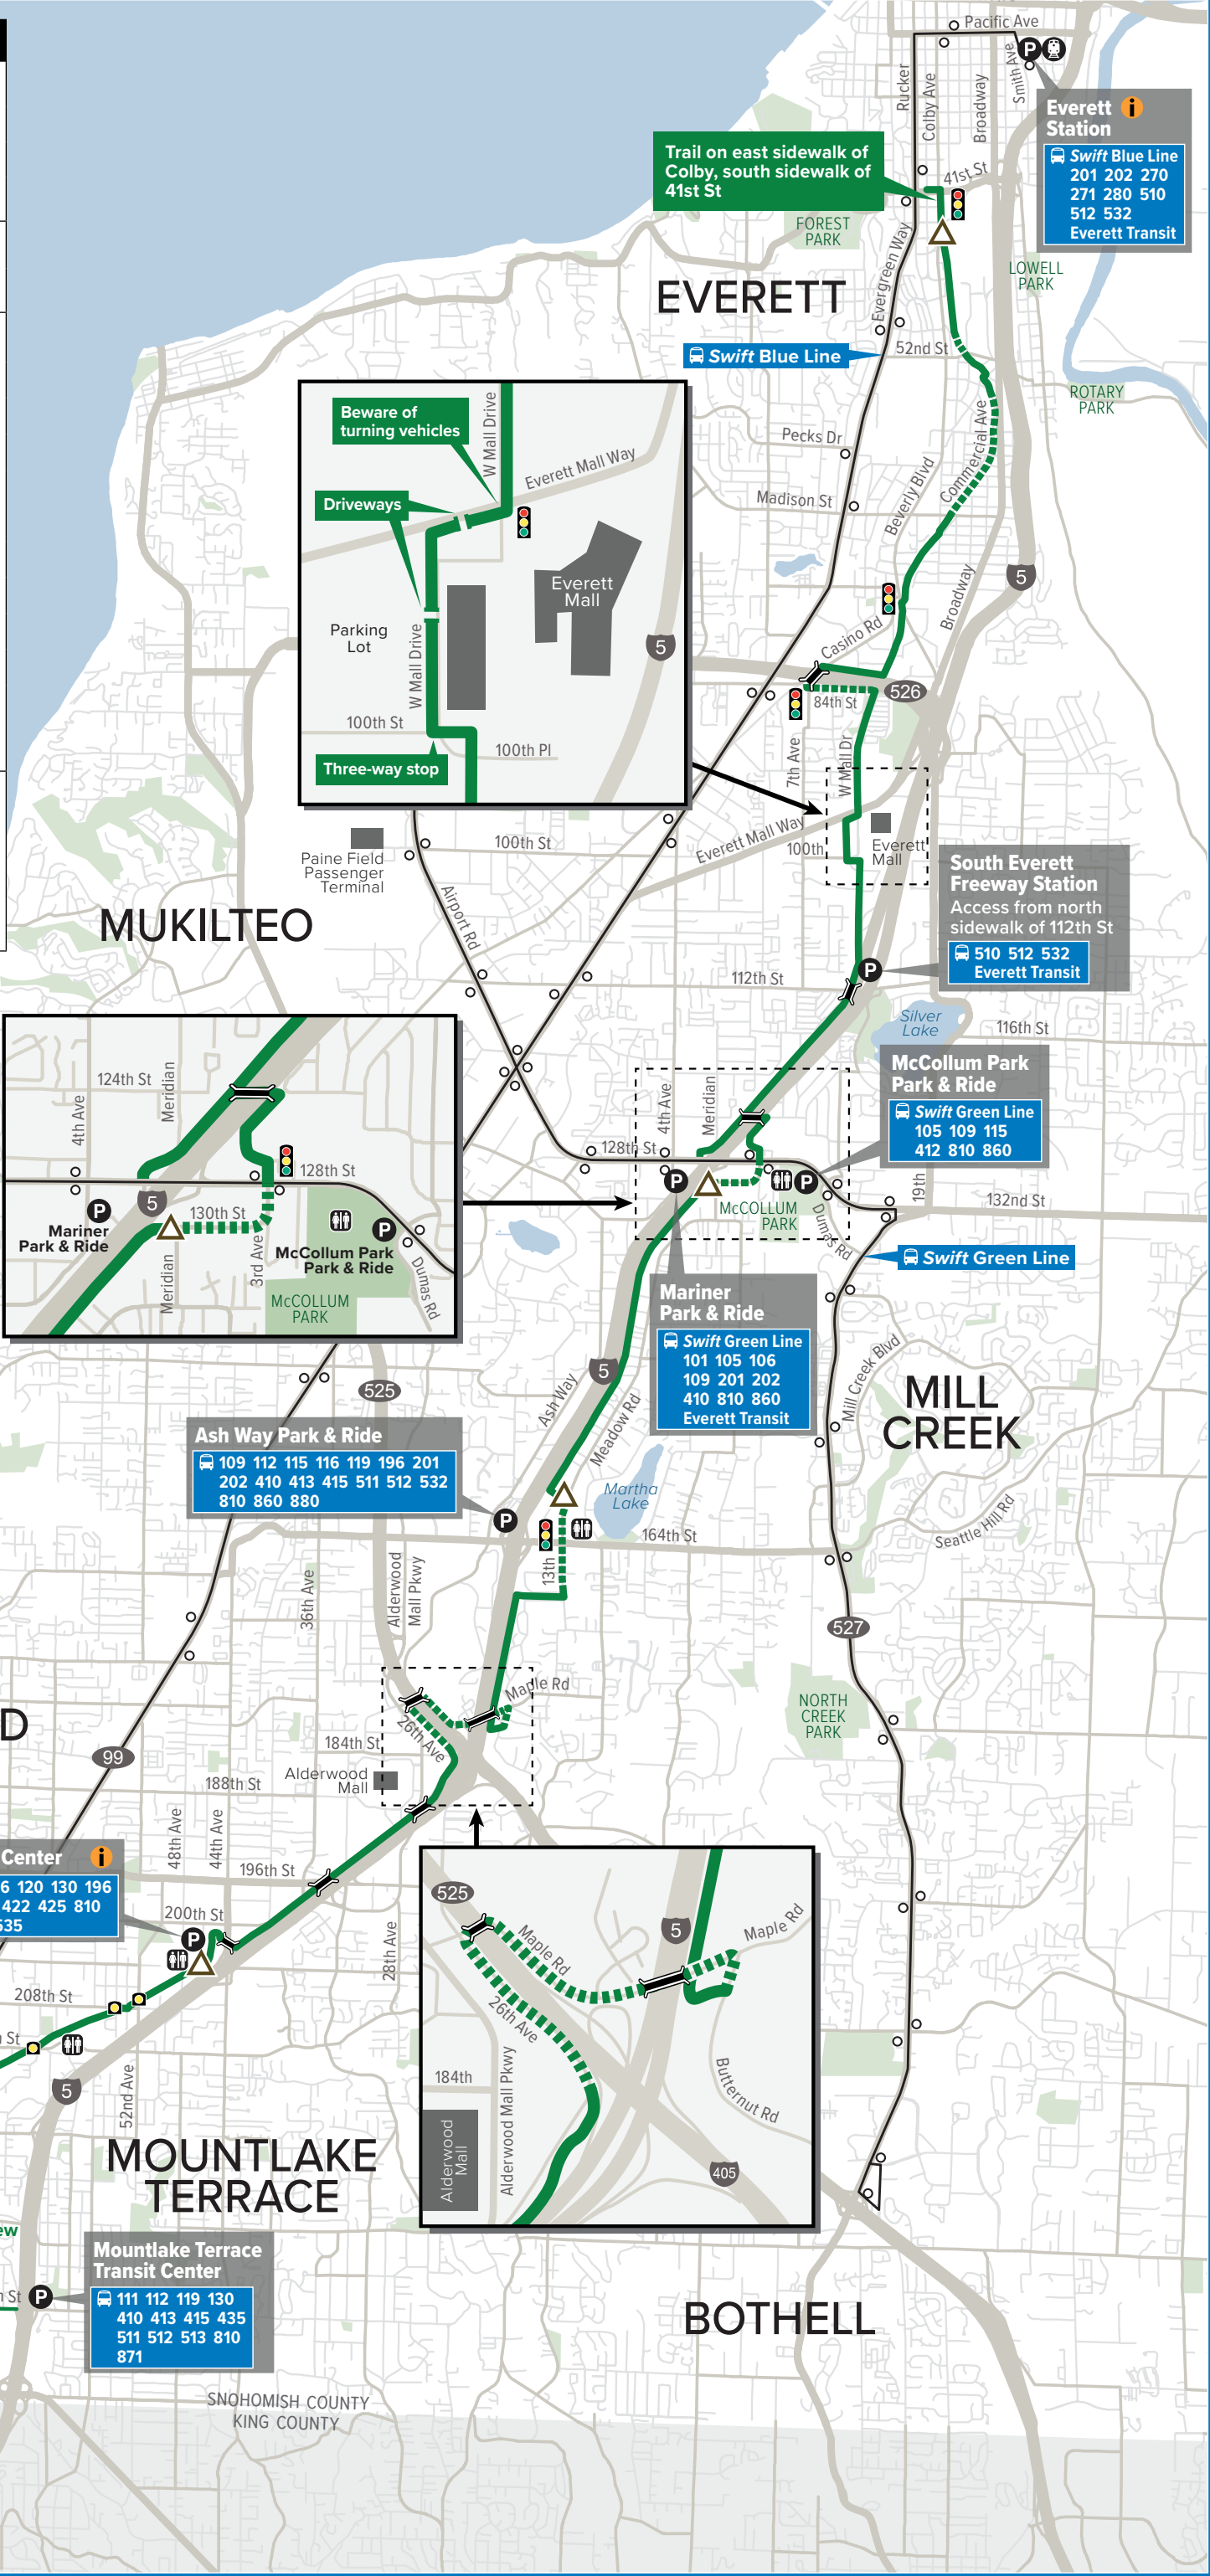 Pacific Ave
Rucker
Colby Ave
Broadway
Smith Ave
P
Everett i
Station
Swift Blue Line
201 202 270
271 280 510
512 532
Everett Transit
Trail on east sidewalk of
Colby, south sidewalk of
41st St
41st St
FOREST
PARK
LOWELL
PARK
EVERETT
Evergreen Way
Swift Blue Line
52nd St
ROTARY
PARK
Beware of
turning vehicles
W Mall Drive
Everett Mall Way
Driveways
Everett
Mall
Parking
Lot
W Mall Drive
5
100th St
100th Pl
Three-way stop
Pecks Dr
Madison St
Beverly Blvd
Commercial Ave
5
Broadway
Casino Rd
526
84th St
7th Ave
W Mall Dr
Everett Mall Way
100th
Everett
Mall
100th St
Paine Field
Passenger
Terminal
Airport Rd
MUKILTEO
South Everett
Freeway Station
Access from north
sidewalk of 112th St
510 512 532
Everett Transit
P
112th St
Silver
Lake
116th St
McCollum Park
Park & Ride
Swift Green Line
105 109 115
412 810 860
124th St
4th Ave
Meridian
128th St
5
130th St
P
Mariner
Park & Ride
Meridian
3rd Ave
P
McCollum Park
Park & Ride
McCOLLUM
PARK
Dumas Rd
4th Ave
Meridian
128th St
P
P
McCOLLUM
PARK
Dumas Rd
19th
132nd St
Swift Green Line
Mariner
Park & Ride
Swift Green Line
101 105 106
109 201 202
410 810 860
Everett Transit
5
525
Ash Way
Meadow Rd
Mill Creek Blvd
MILL
CREEK
Ash Way Park & Ride
109 112 115 116 119 196 201
202 410 413 415 511 512 532
810 860 880
P
Martha
Lake
164th St
Seattle Hill Rd
13th
36th Ave
Alderwood
Mall Pkwy
527
NORTH
CREEK
PARK
Maple Rd
26th Ave
D
99
184th St
Alderwood
Mall
188th St
48th Ave
44th Ave
196th St
Center i
6 120 130 196
422 425 810
535
200th St
P
28th Ave
208th St
St
5
52nd Ave
525
Maple Rd
5
Maple Rd
26th Ave
184th
Alderwood Mall Pkwy
Alderwood
Mall
Butternut Rd
405
MOUNTLAKE
TERRACE
ew
Mountlake Terrace
Transit Center
111 112 119 130
410 413 415 435
511 512 513 810
871
St
P
BOTHELL
SNOHOMISH COUNTY
KING COUNTY